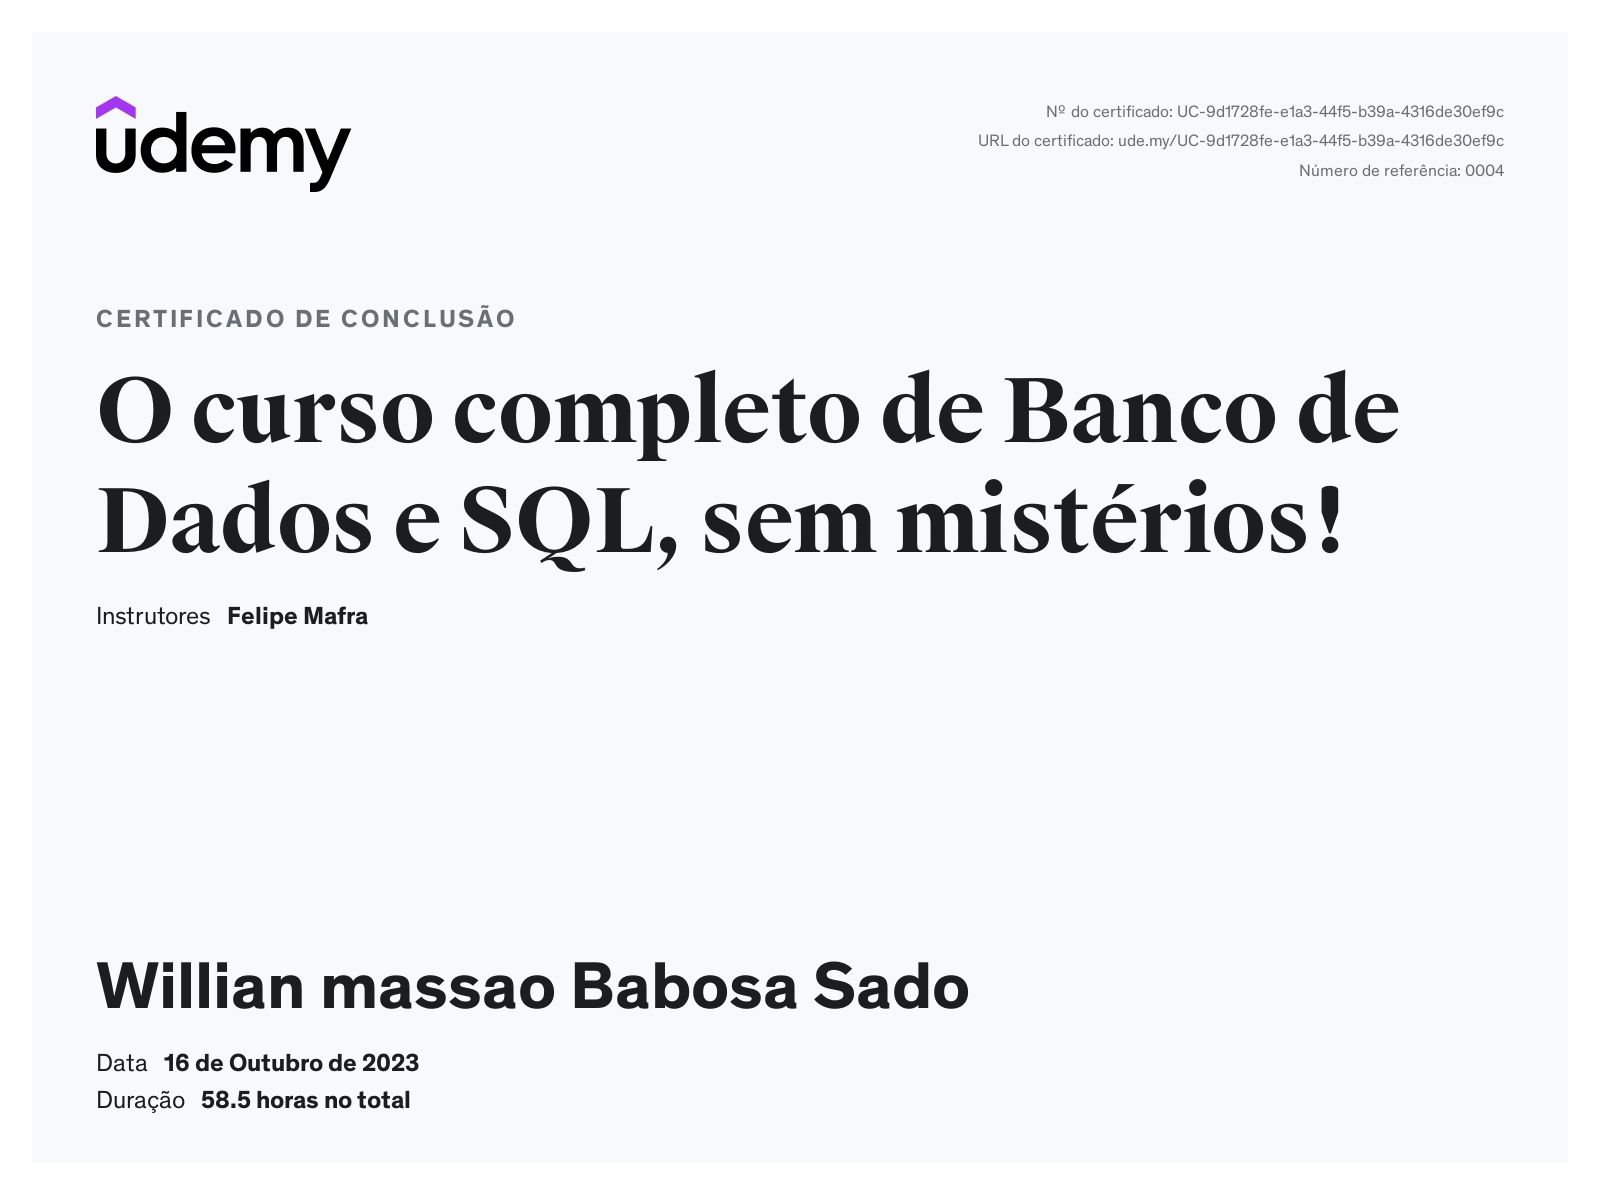 udemy
Nº do certificado: UC-9d1728fe-e1a3-44f5-b39a-4316de30ef9c
URL do certificado: ude.my/UC-9d1728fe-e1a3-44f5-b39a-4316de30ef9c
Número de referência: 0004
CERTIFICADO DE CONCLUSÃO
O curso completo de Banco de
Dados e SQL, sem mistérios!
Instrutores Felipe Mafra
Willian massao Babosa Sado
Data 16 de Outubro de 2023
Duração 58.5 horas no total